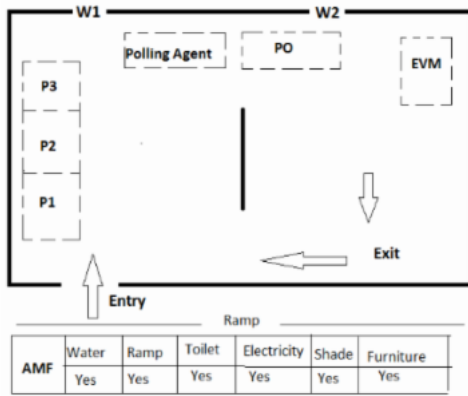 W1 W2
Polling Agent PO EVM
P3
P2
P1
Exit
Entry
Ramp
AMF Water Ramp Toilet Electricity Shade Furniture
Yes Yes Yes Yes Yes Yes